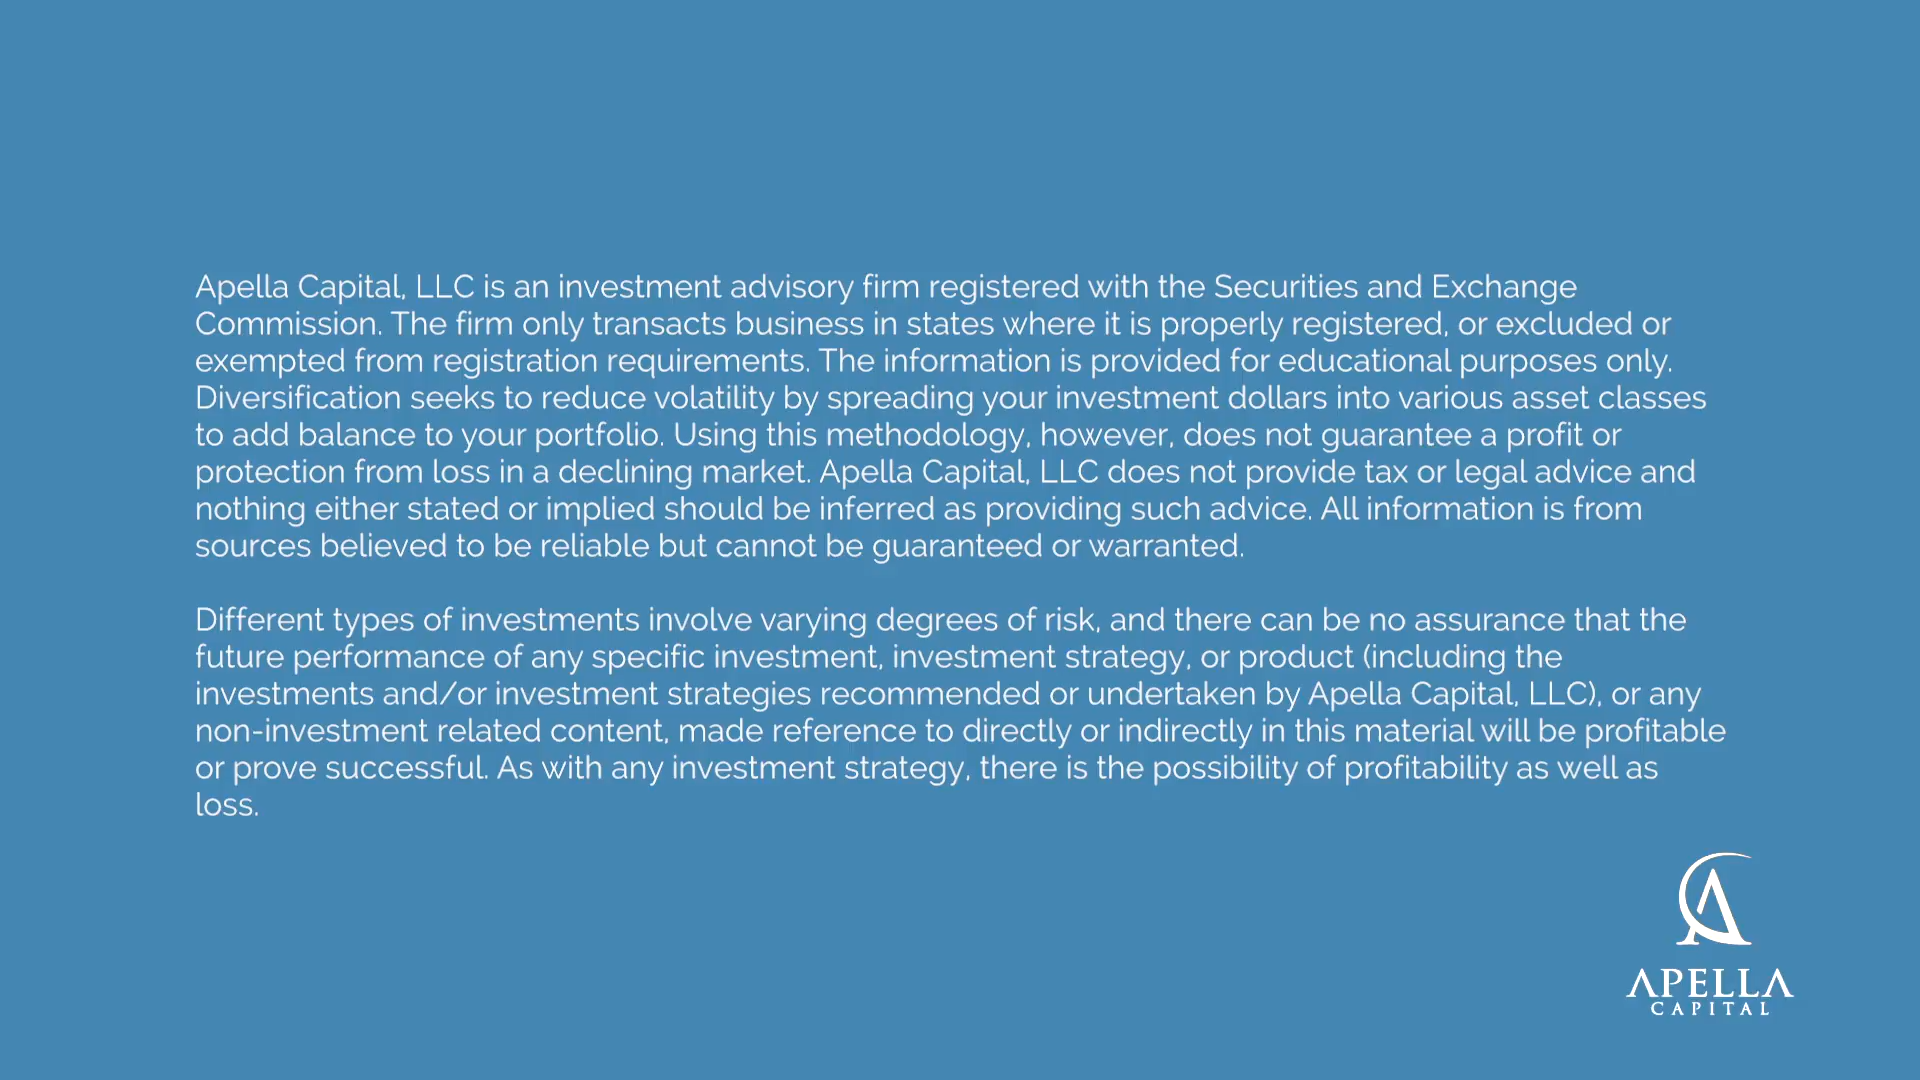 Apella Capital, LLC is an investment advisory firm registered with the Securities and Exchange
Commission. The firm only transacts business in states where it is properly registered, or excluded or
exempted from registration requirements. The information is provided for educational purposes only.
Diversification seeks to reduce volatility by spreading your investment dollars into various asset classes
to add balance to your portfolio. Using this methodology, however, does not guarantee a profit or
protection from loss in a declining market. Apella Capital, LLC does not provide tax or legal advice and
nothing either stated or implied should be inferred as providing such advice. All information is from
sources believed to be reliable but cannot be guaranteed or warranted.
Different types of investments involve varying degrees of risk, and there can be no assurance that the
future performance of any specific investment, investment strategy, or product (including the
investments and/or investment strategies recommended or undertaken by Apella Capital, LLC), or any
non-investment related content, made reference to directly or indirectly in this material will be profitable
or prove successful. As with any investment strategy, there is the possibility of profitability as well as
loss.
APELLA
CAPITAL